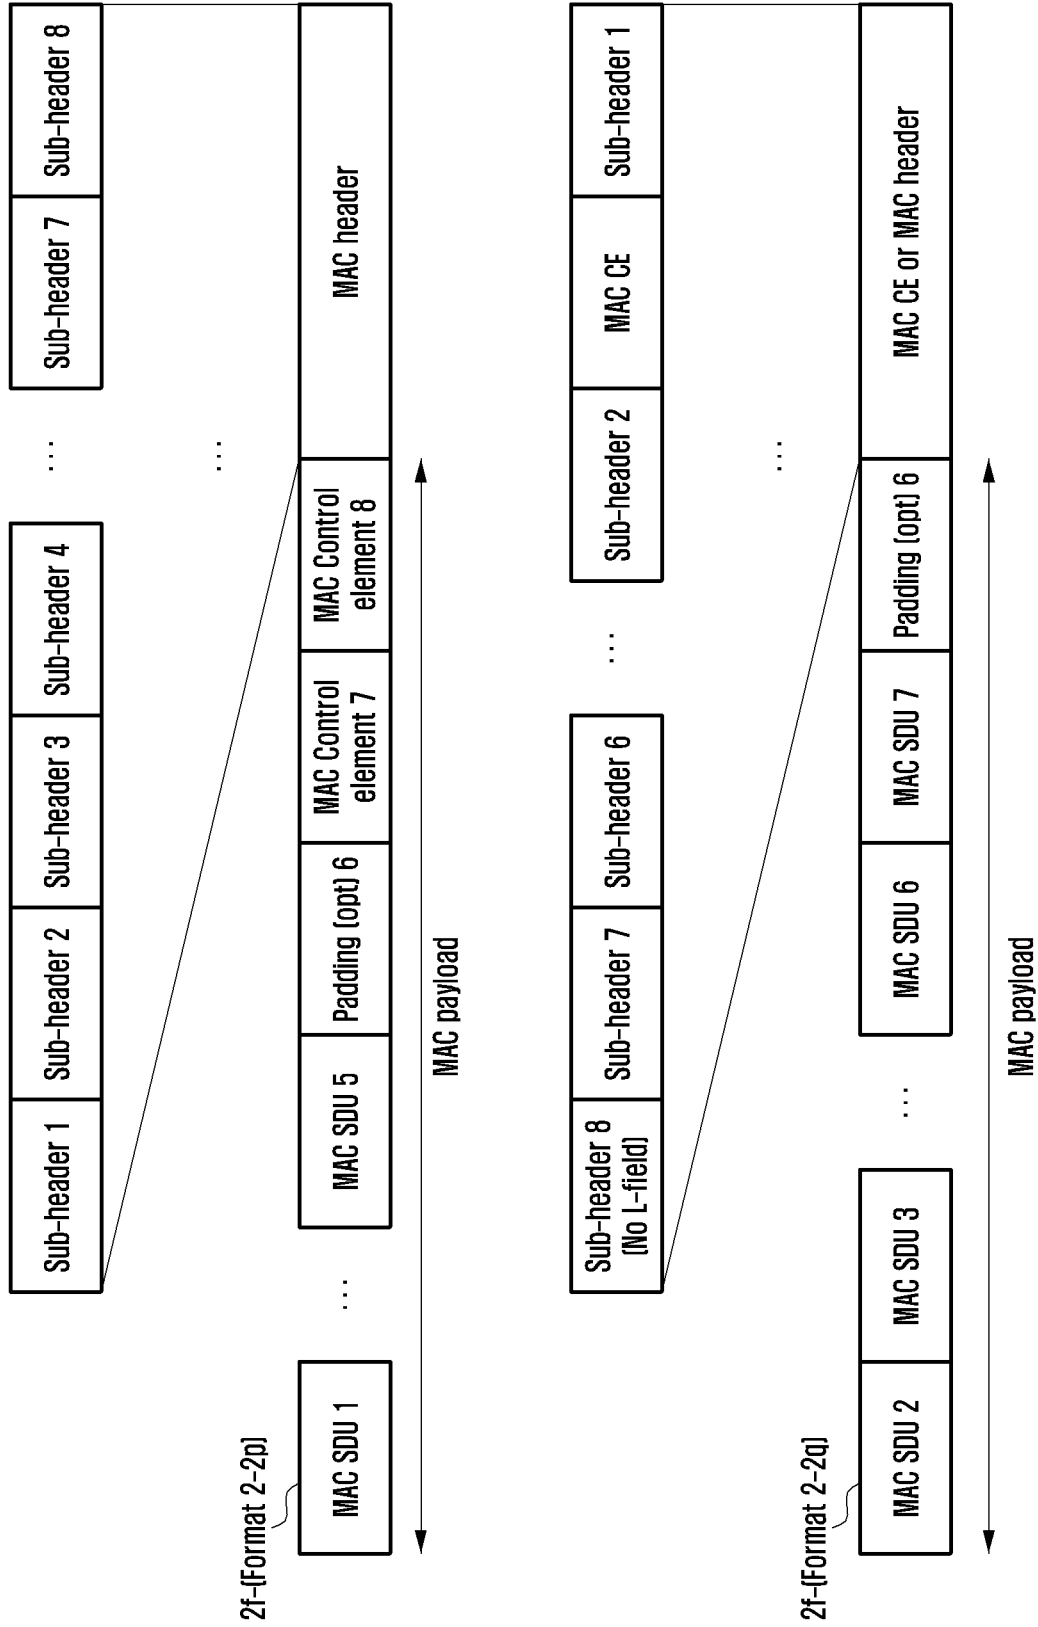 Sub-header 1
Sub-header 2
Sub-header 3
Sub-header 4
...
Sub-header 7
Sub-header 8
...
2f-(Format 2-2p)
MAC SDU 1
...
MAC SDU 5
Padding (opt) 6
MAC Control
element 7
MAC Control
element 8
MAC header
MAC payload
Sub-header 8
(No L-field)
Sub-header 7
Sub-header 6
...
Sub-header 2
MAC CE
Sub-header 1
...
2f-(Format 2-2q)
MAC SDU 2
MAC SDU 3
...
MAC SDU 6
MAC SDU 7
Padding (opt) 6
MAC CE or MAC header
MAC payload